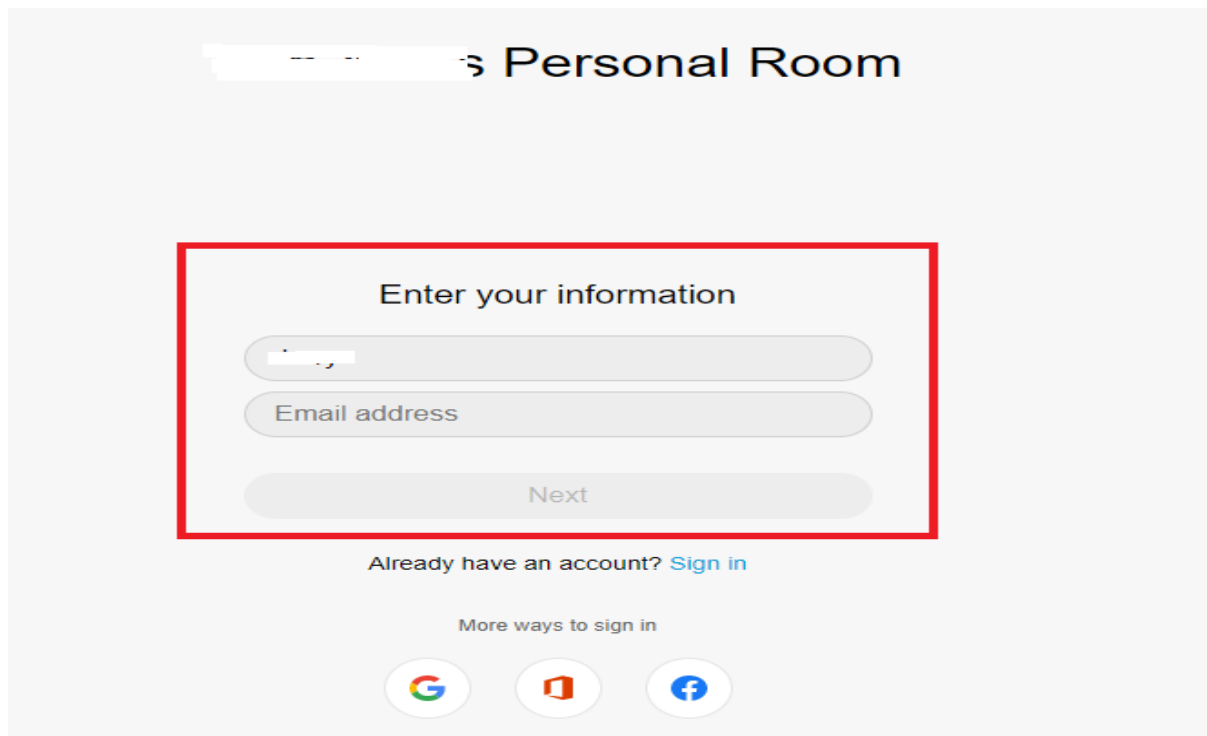 s Personal Room
Enter your information
Email address
Next
Already have an account? Sign in
More ways to sign in